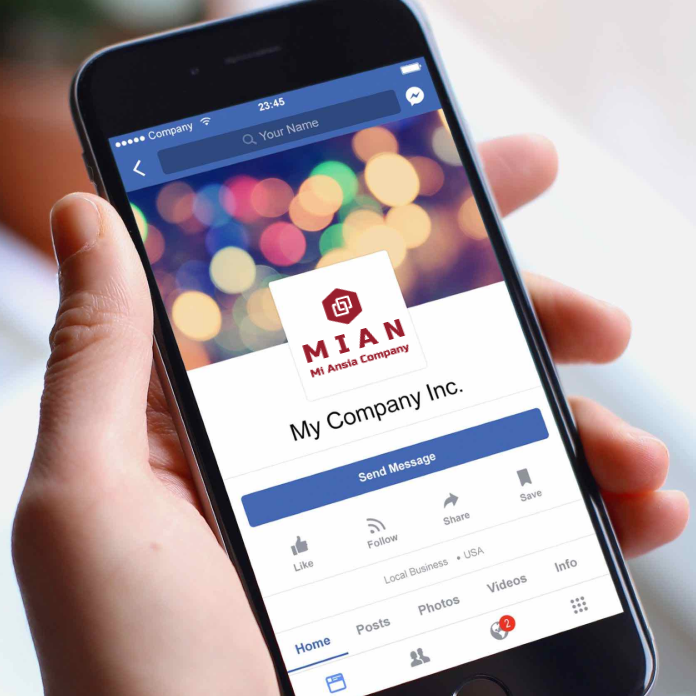 Company
23:45
Your Name
MIAN
Mi Ansia Company
My Company Inc.
Send Message
Like
Follow
Share
Save
Local Business • USA
Home
Posts
Photos
Videos
Info
2